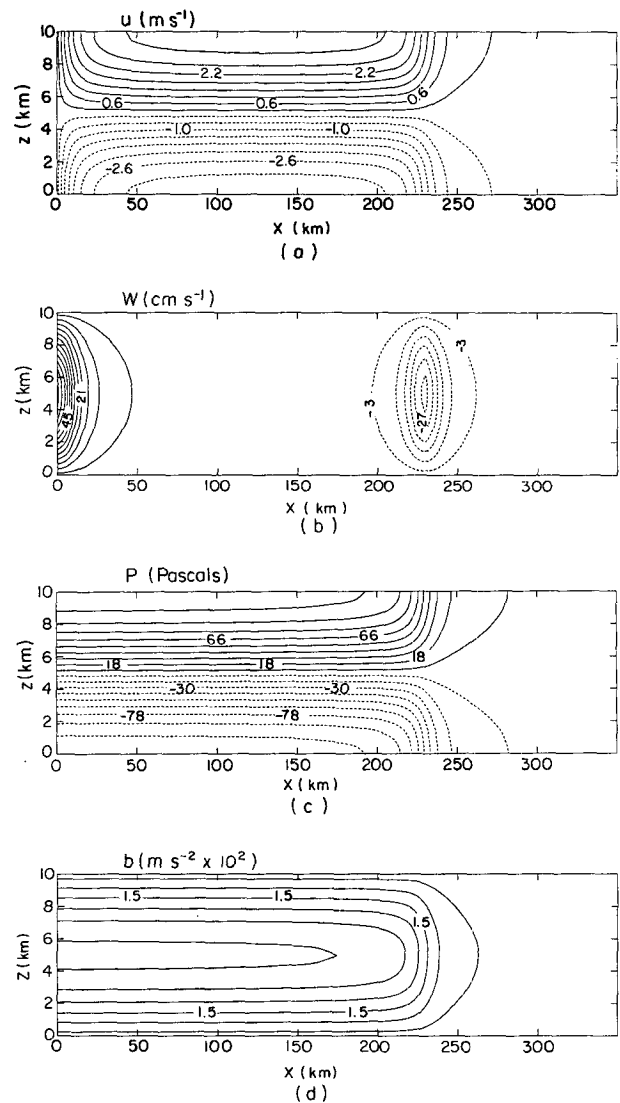 u (m s⁻¹)
10
8
2.2 2.2
6
0.6 0.6 0.6
z (km)
4
-1.0 -1.0
2
-2.6 -2.6
0
0 50 100 150 200 250 300
X (km)
(a)
W (cm s⁻¹)
10
8
-3
6
z (km)
21
-3
4
45
-27
2
0
0 50 100 150 200 250 300
X (km)
(b)
P (Pascals)
10
8
66 66
6
18 18 18
z (km)
4
-30 -30
2
-78 -78
0
0 50 100 150 200 250 300
X (km)
(c)
b (m s⁻² x 10²)
10
1.5 1.5
8
1.5
6
Z (km)
4
2
1.5 1.5
0
0 50 100 150 200 250 300
X (km)
(d)